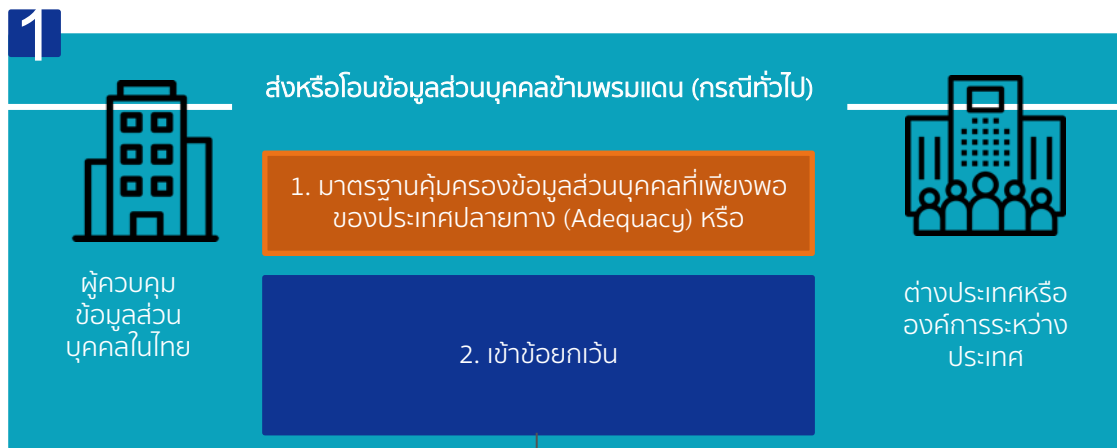 1
ส่งหรือโอนข้อมูลส่วนบุคคลข้ามพรมแดน (กรณีทั่วไป)
1. มาตรฐานคุ้มครองข้อมูลส่วนบุคคลที่เพียงพอ
ของประเทศปลายทาง (Adequacy) หรือ
ผู้ควบคุม
ข้อมูลส่วน
บุคคลในไทย
2. เข้าข้อยกเว้น
ต่างประเทศหรือ
องค์การระหว่าง
ประเทศ